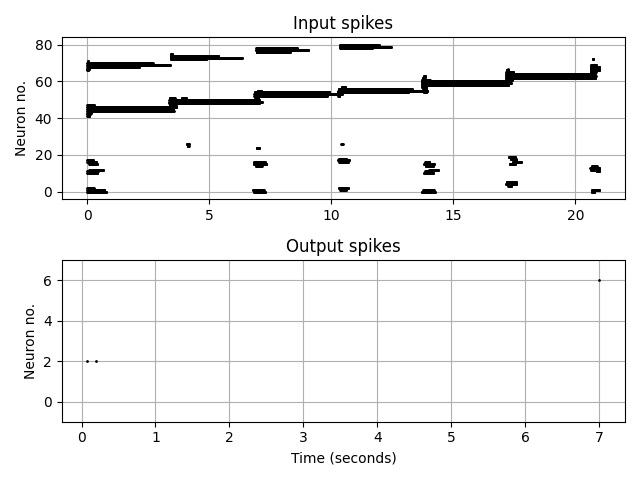 Input spikes
Neuron no.
80
60
40
20
0
0 5 10 15 20
Output spikes
Neuron no.
6
4
2
0
0 1 2 3 4 5 6 7
Time (seconds)